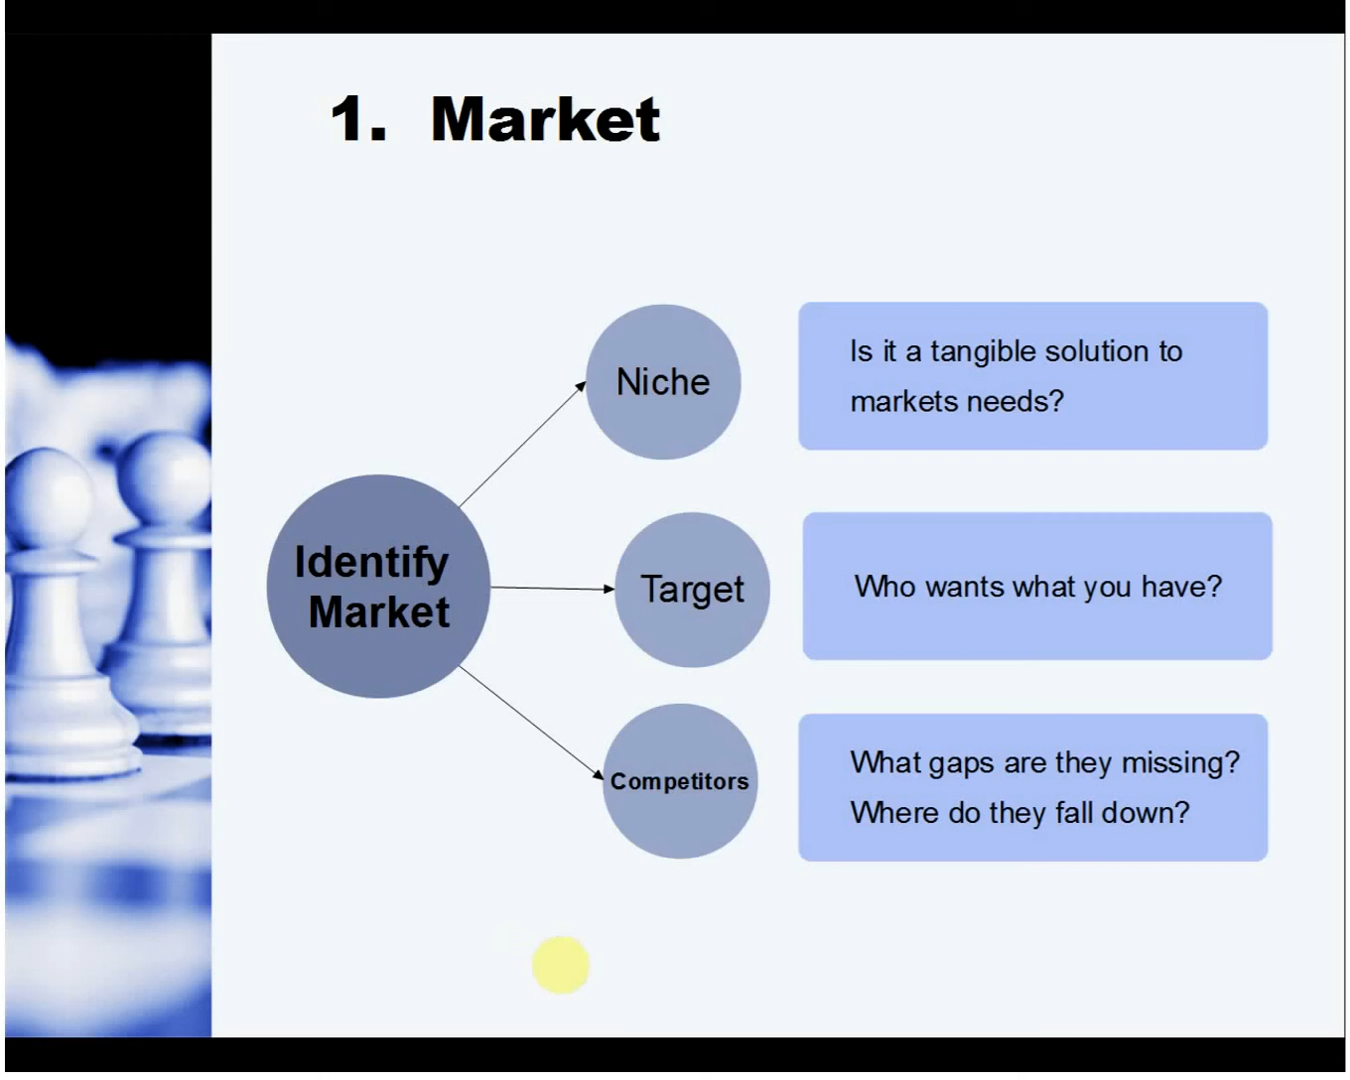 1. Market
Identify
Market
Niche
Is it a tangible solution to
markets needs?
Target
Who wants what you have?
Competitors
What gaps are they missing?
Where do they fall down?